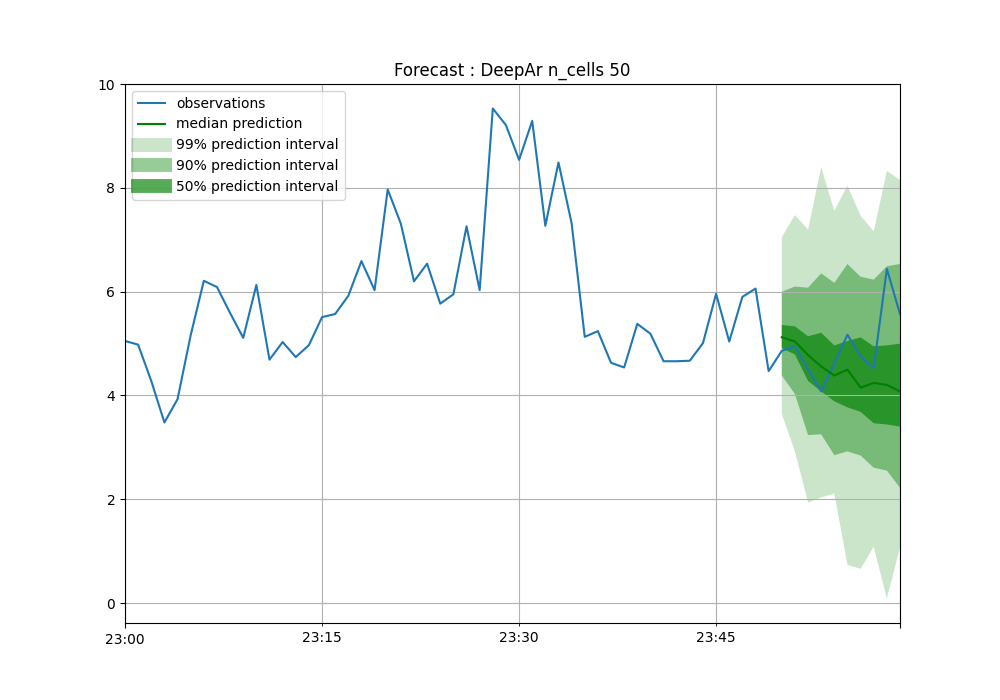 Forecast : DeepAr n_cells 50
10
8
6
4
2
0
observations
median prediction
99% prediction interval
90% prediction interval
50% prediction interval
23:00
23:15
23:30
23:45